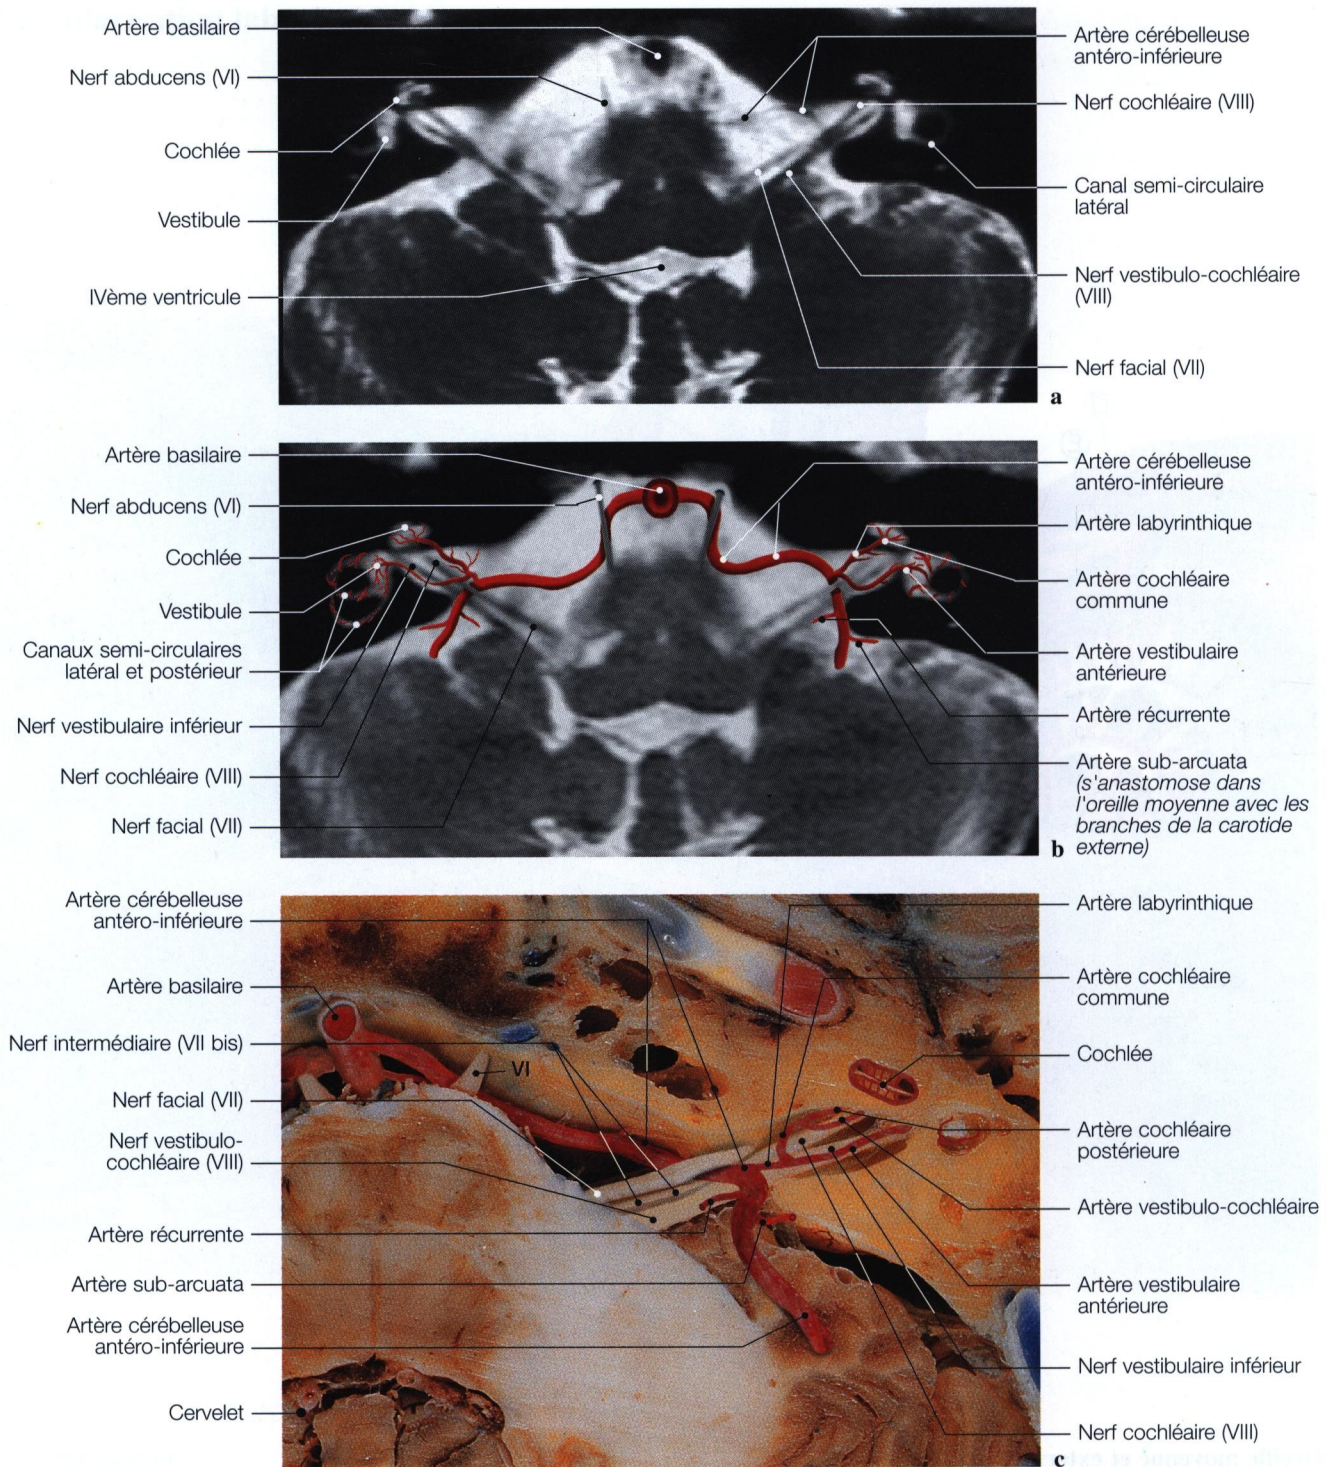 Artère basilaire
Nerf abducens (VI)
Cochlée
Vestibule
IVème ventricule
Artère cérébelleuse
antéro-inférieure
Nerf cochléaire (VIII)
Canal semi-circulaire
latéral
Nerf vestibulo-cochléaire
(VIII)
Nerf facial (VII)
a
Artère basilaire
Nerf abducens (VI)
Cochlée
Vestibule
Canaux semi-circulaires
latéral et postérieur
Nerf vestibulaire inférieur
Nerf cochléaire (VIII)
Nerf facial (VII)
Artère cérébelleuse
antéro-inférieure
Artère labyrinthique
Artère cochléaire
commune
Artère vestibulaire
antérieure
Artère récurrente
Artère sub-arcuata
(s'anastomose dans
l'oreille moyenne avec les
branches de la carotide
externe)
b
Artère cérébelleuse
antéro-inférieure
Artère basilaire
Nerf intermédiaire (VII bis)
Nerf facial (VII)
Nerf vestibulo-
cochléaire (VIII)
Artère récurrente
Artère sub-arcuata
Artère cérébelleuse
antéro-inférieure
Cervelet
VI
Artère labyrinthique
Artère cochléaire
commune
Cochlée
Artère cochléaire
postérieure
Artère vestibulo-cochléaire
Artère vestibulaire
antérieure
Nerf vestibulaire inférieur
Nerf cochléaire (VIII)
c